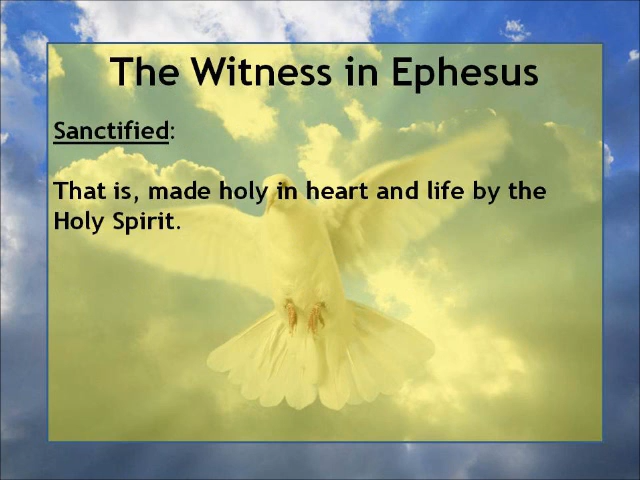 The Witness in Ephesus
Sanctified:
That is, made holy in heart and life by the
Holy Spirit.